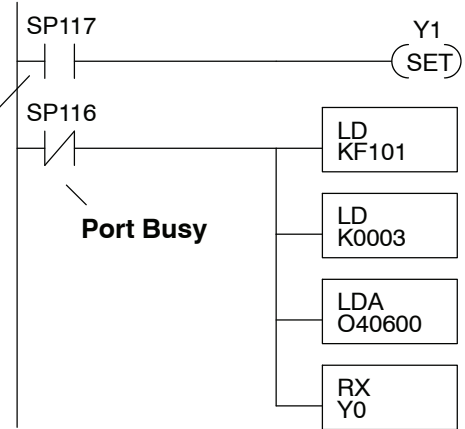 SP117
Y1
SET
SP116
LD
KF101
Port Busy
LD
K0003
LDA
O40600
RX
Y0